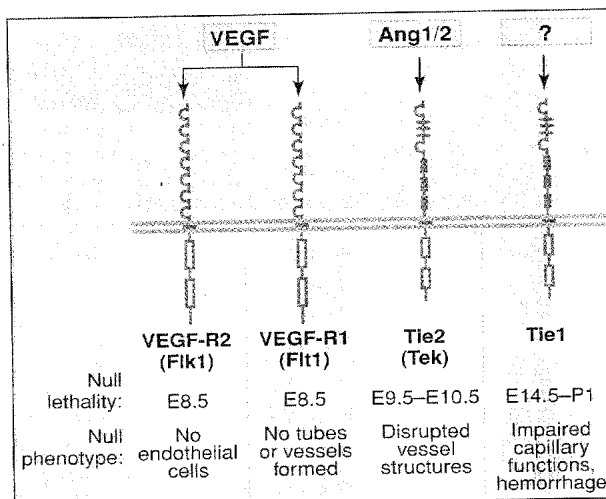 VEGF Ang1/2 ?
VEGF-R2 VEGF-R1 Tie2 Tie1
(Flk1) (Flt1) (Tek)
Null
lethality: E8.5 E8.5 E9.5–E10.5 E14.5–P1
Null
phenotype:
No
endothelial
cells
No tubes
or vessels
formed
Disrupted
vessel
structures
Impaired
capillary
functions,
hemorrhage